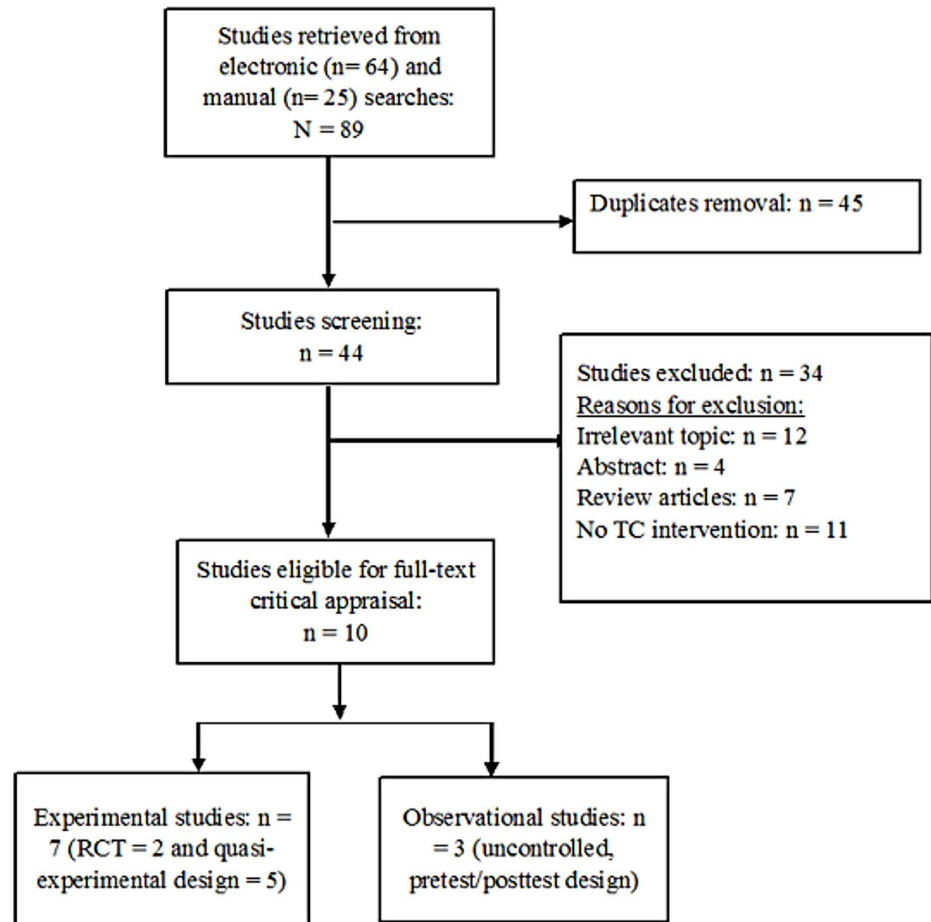 Studies retrieved from
electronic (n= 64) and
manual (n= 25) searches:
N = 89
Duplicates removal: n = 45
Studies screening:
n = 44
Studies excluded: n = 34
Reasons for exclusion:
Irrelevant topic: n = 12
Abstract: n = 4
Review articles: n = 7
No TC intervention: n = 11
Studies eligible for full-text
critical appraisal:
n = 10
Experimental studies: n =
7 (RCT = 2 and quasi-
experimental design = 5)
Observational studies: n
= 3 (uncontrolled,
pretest/posttest design)